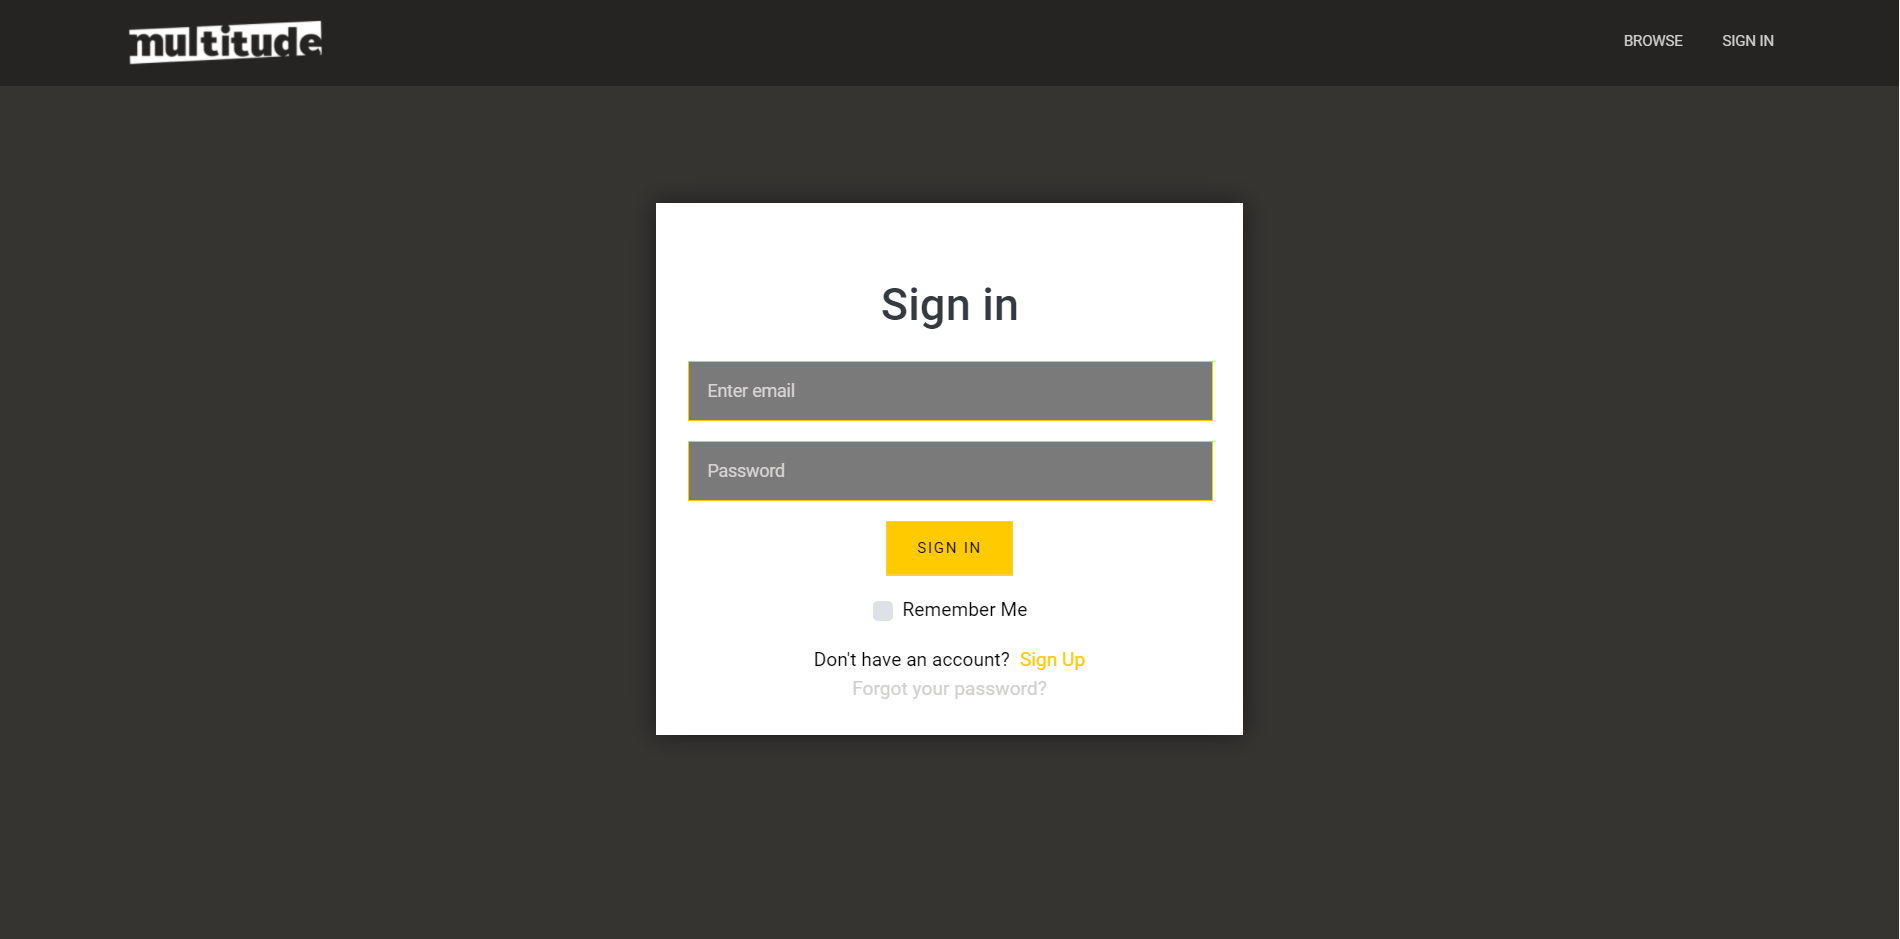 multitude
BROWSE
SIGN IN
Sign in
Enter email
Password
SIGN IN
Remember Me
Don't have an account? Sign Up
Forgot your password?